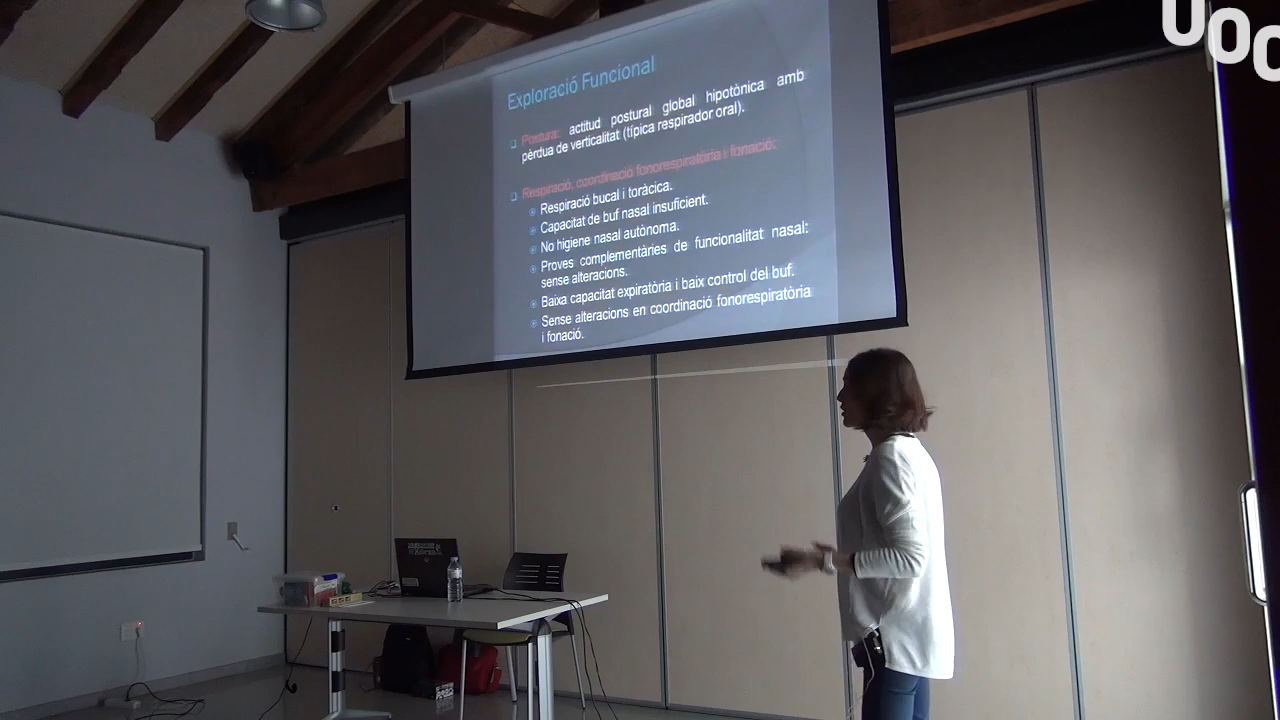 UOC
Exploració Funcional
Postura: actitud postural global hipotònica amb
pèrdua de verticalitat (típica respirador oral).
Respiració, coordinació fonorespiratòria i fonació:
Respiració bucal i toràcica.
Capacitat de buf nasal insuficient.
No higiene nasal autònoma.
Proves complementàries de funcionalitat nasal:
sense alteracions.
Baixa capacitat expiratòria i baix control del buf.
Sense alteracions en coordinació fonorespiratòria
i fonació.